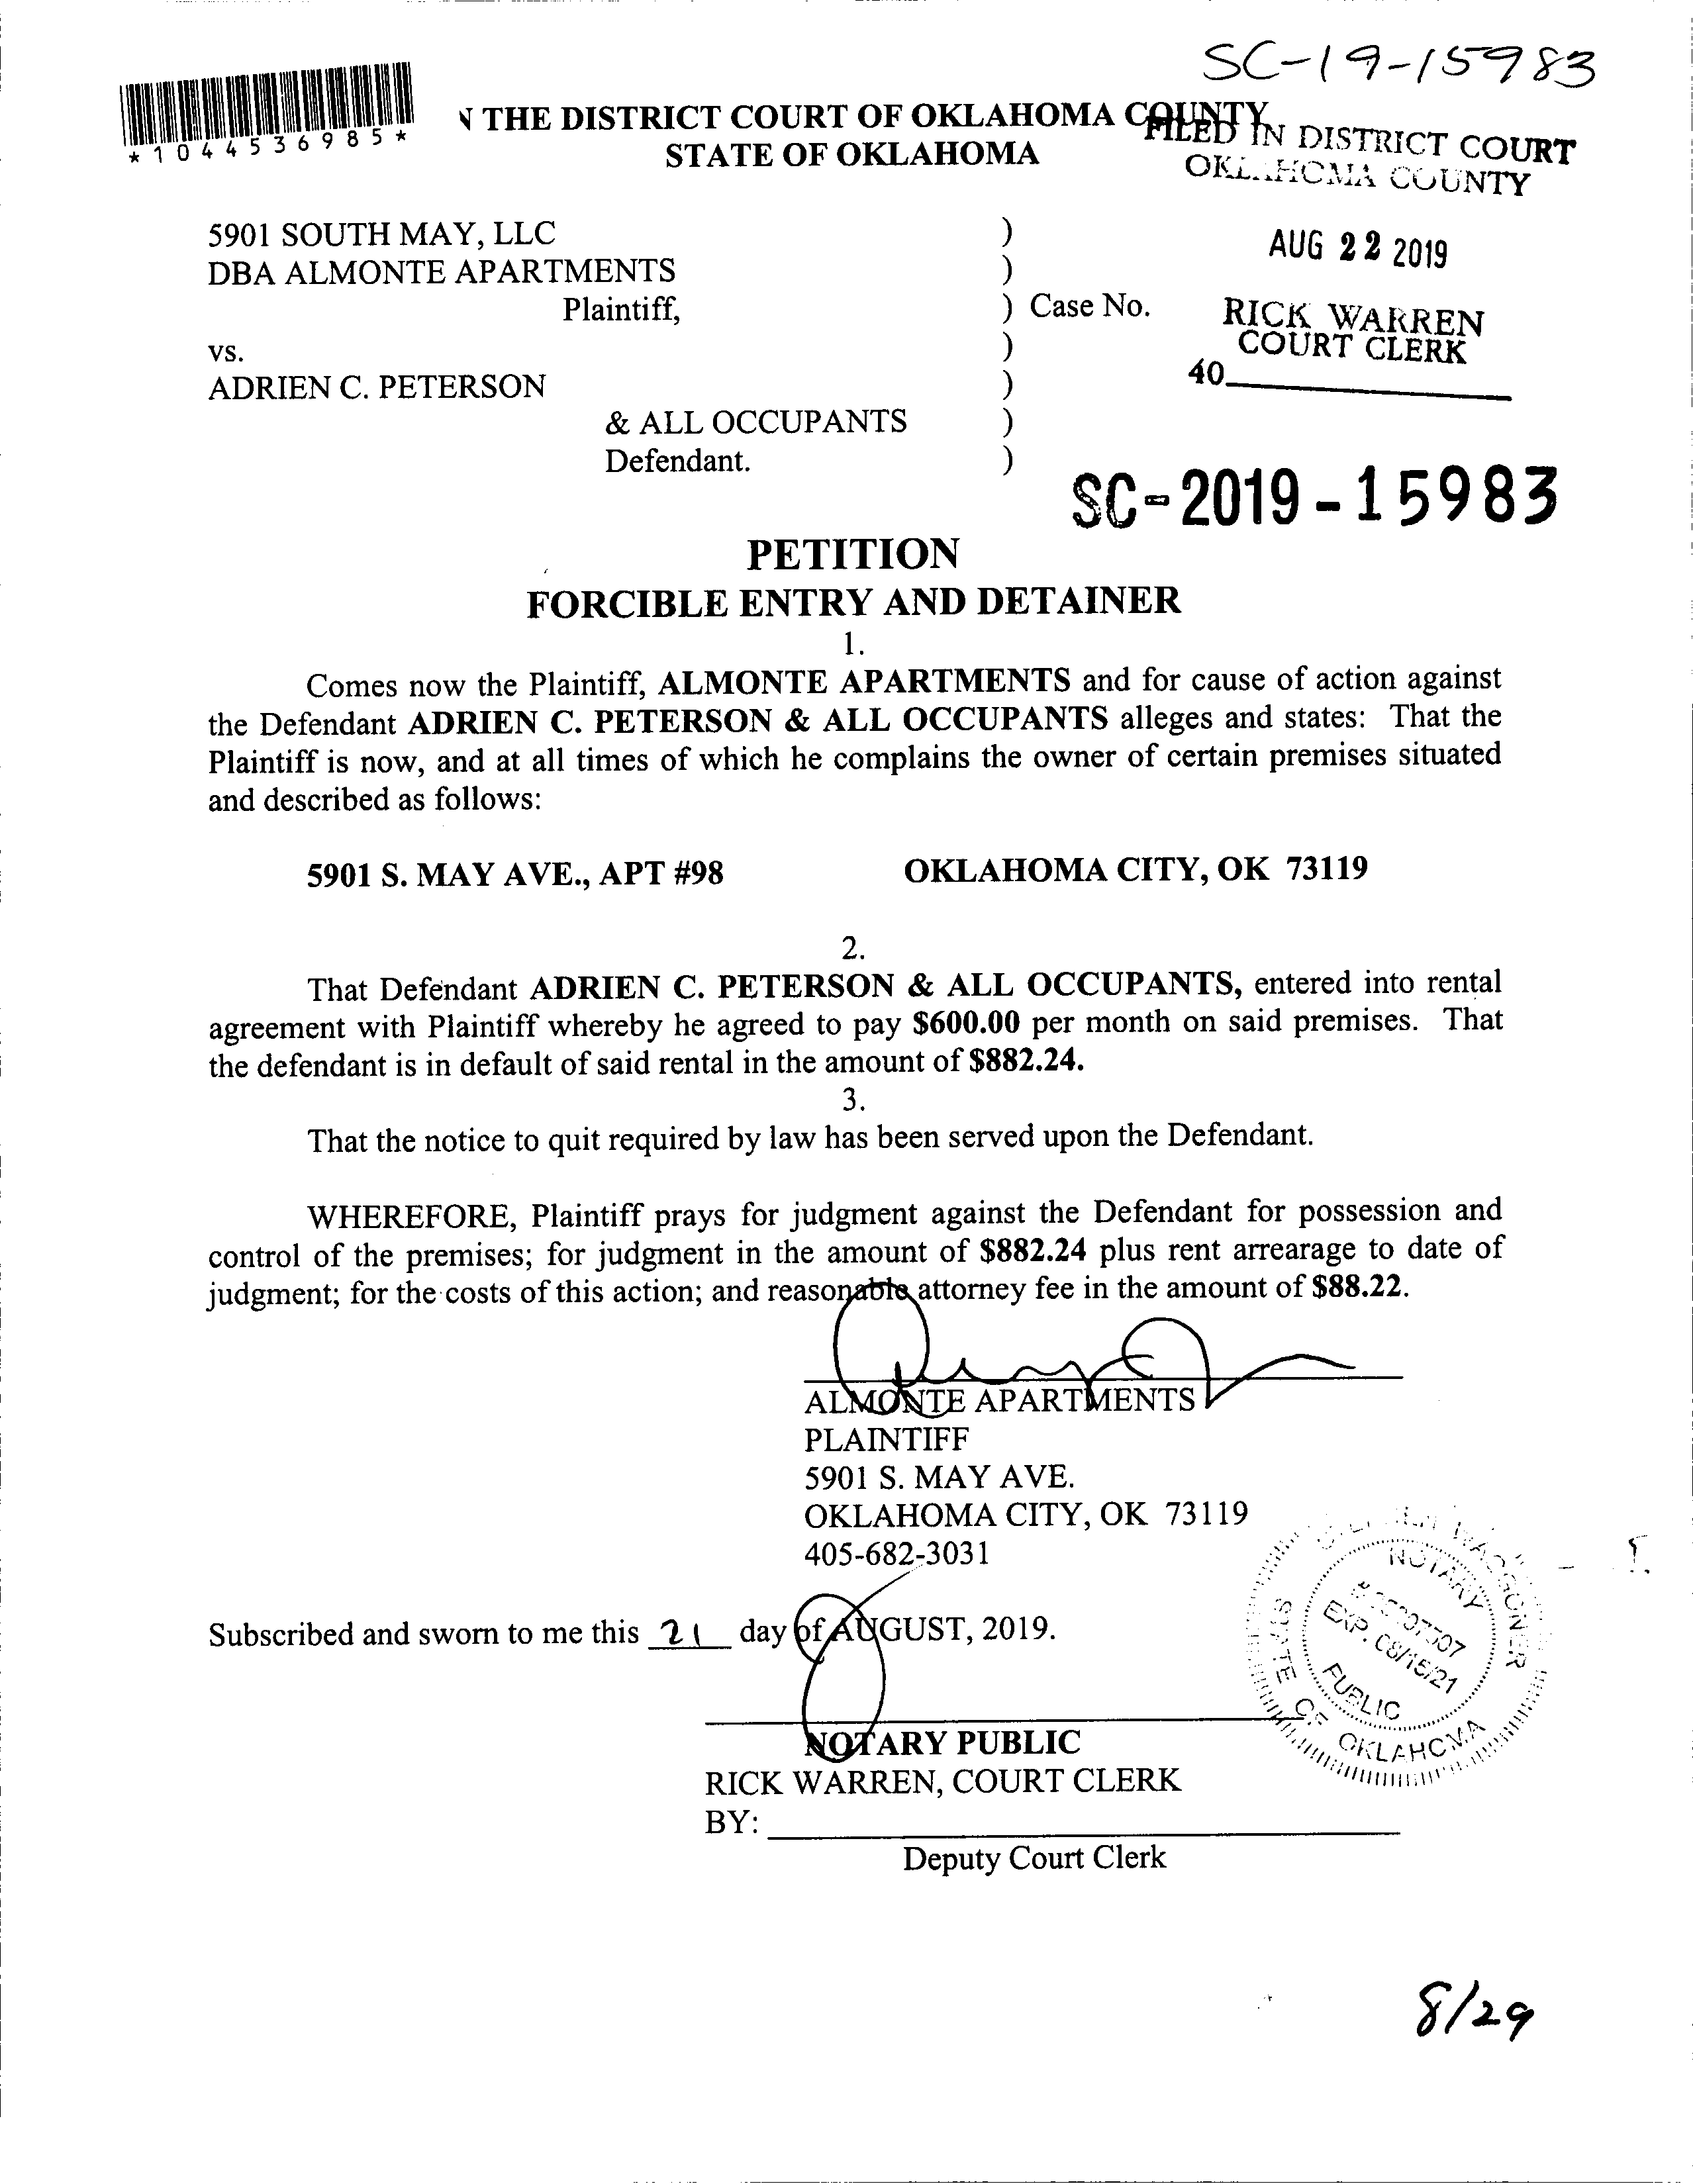 SC-19-15983
*1044536985*
THE DISTRICT COURT OF OKLAHOMA COUNTY
STATE OF OKLAHOMA
FILED IN DISTRICT COURT
OKLAHOMA COUNTY
AUG 22 2019
RICK WARREN
COURT CLERK
40
5901 SOUTH MAY, LLC )
DBA ALMONTE APARTMENTS )
Plaintiff, ) Case No.
vs. )
ADRIEN C. PETERSON )
& ALL OCCUPANTS )
Defendant. )
SC-2019-15983
PETITION
FORCIBLE ENTRY AND DETAINER
1.
Comes now the Plaintiff, ALMONTE APARTMENTS and for cause of action against
the Defendant ADRIEN C. PETERSON & ALL OCCUPANTS alleges and states: That the
Plaintiff is now, and at all times of which he complains the owner of certain premises situated
and described as follows:
5901 S. MAY AVE., APT #98 OKLAHOMA CITY, OK 73119
2.
That Defendant ADRIEN C. PETERSON & ALL OCCUPANTS, entered into rental
agreement with Plaintiff whereby he agreed to pay $600.00 per month on said premises. That
the defendant is in default of said rental in the amount of $882.24.
3.
That the notice to quit required by law has been served upon the Defendant.
WHEREFORE, Plaintiff prays for judgment against the Defendant for possession and
control of the premises; for judgment in the amount of $882.24 plus rent arrearage to date of
judgment; for the costs of this action; and reasonable attorney fee in the amount of $88.22.
ALMONTE APARTMENTS
PLAINTIFF
5901 S. MAY AVE.
OKLAHOMA CITY, OK 73119
405-682-3031
Subscribed and sworn to me this 21 day of AUGUST, 2019.
NOTARY
EXP. 08/15/21
PUBLIC
STATE OF OKLAHOMA
NOTARY PUBLIC
RICK WARREN, COURT CLERK
BY:
Deputy Court Clerk
8/29